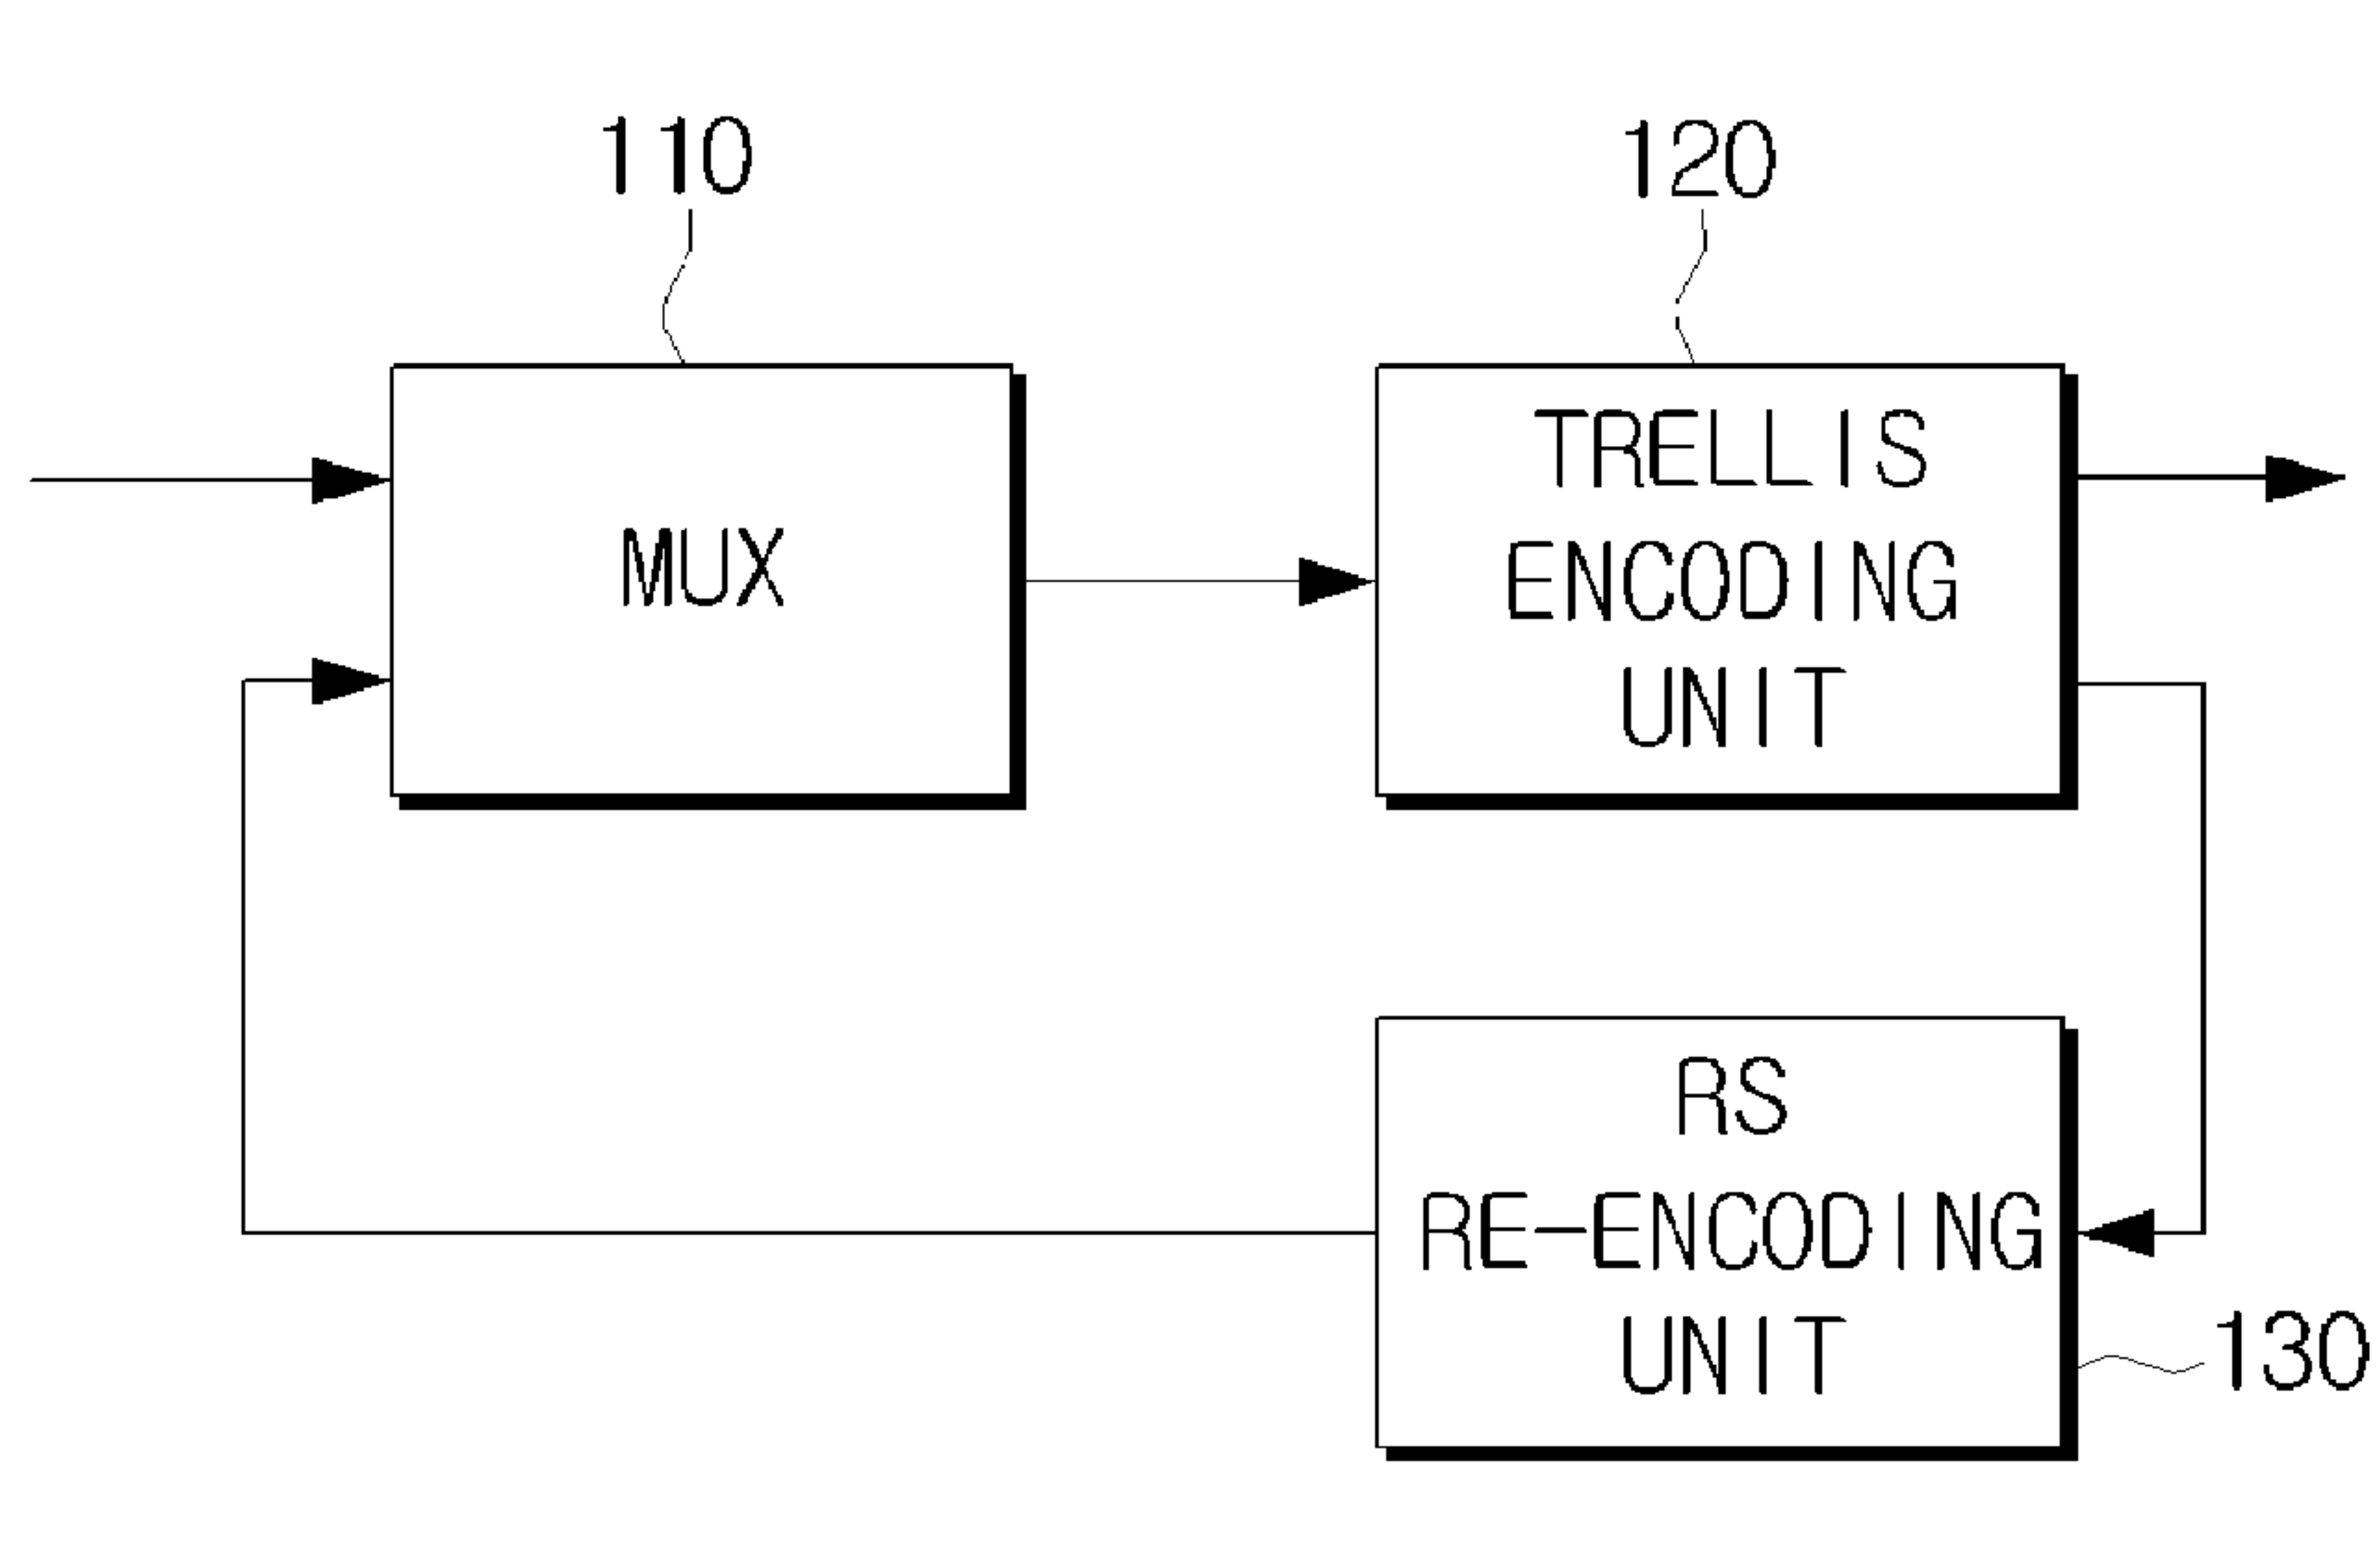 110
120
MUX
TRELLIS
ENCODING
UNIT
RS
RE-ENCODING
UNIT
130